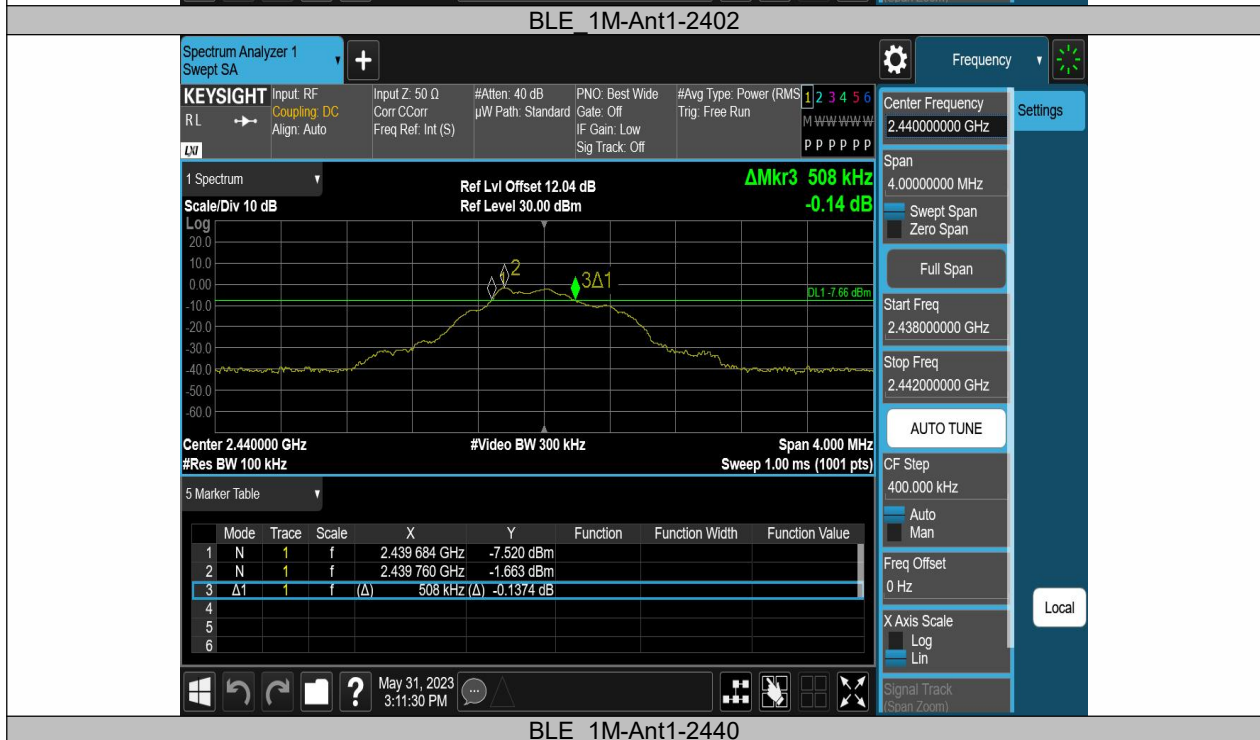 (Span Zoom)
BLE_1M-Ant1-2402
Spectrum Analyzer 1
Swept SA
+
Frequency
KEYSIGHT
Input: RF
Input Z: 50 Ω
#Atten: 40 dB
PNO: Best Wide
#Avg Type: Power (RMS
1 2 3 4 5 6
R L
Coupling: DC
Corr CCorr
µW Path: Standard
Gate: Off
Trig: Free Run
M W W W W W
Align: Auto
Freq Ref: Int (S)
IF Gain: Low
LXI
Sig Track: Off
P P P P P P
Center Frequency
2.440000000 GHz
Settings
1 Spectrum
Ref Lvl Offset 12.04 dB
ΔMkr3 508 kHz
Scale/Div 10 dB
Ref Level 30.00 dBm
-0.14 dB
Log
20.0
10.0
0.00
-10.0
-20.0
-30.0
-40.0
-50.0
-60.0
2
3Δ1
DL1 -7.66 dBm
Center 2.440000 GHz
#Video BW 300 kHz
Span 4.000 MHz
#Res BW 100 kHz
Sweep 1.00 ms (1001 pts)
Span
4.00000000 MHz
Swept Span
Zero Span
Full Span
Start Freq
2.438000000 GHz
Stop Freq
2.442000000 GHz
AUTO TUNE
CF Step
400.000 kHz
Auto
Man
Freq Offset
0 Hz
X Axis Scale
Log
Lin
Signal Track
(Span Zoom)
Local
5 Marker Table
Mode Trace Scale X Y Function Function Width Function Value
1 N 1 f 2.439 684 GHz -7.520 dBm
2 N 1 f 2.439 760 GHz -1.663 dBm
3 Δ1 1 f (Δ) 508 kHz (Δ) -0.1374 dB
4
5
6
?
May 31, 2023
3:11:30 PM
BLE_1M-Ant1-2440